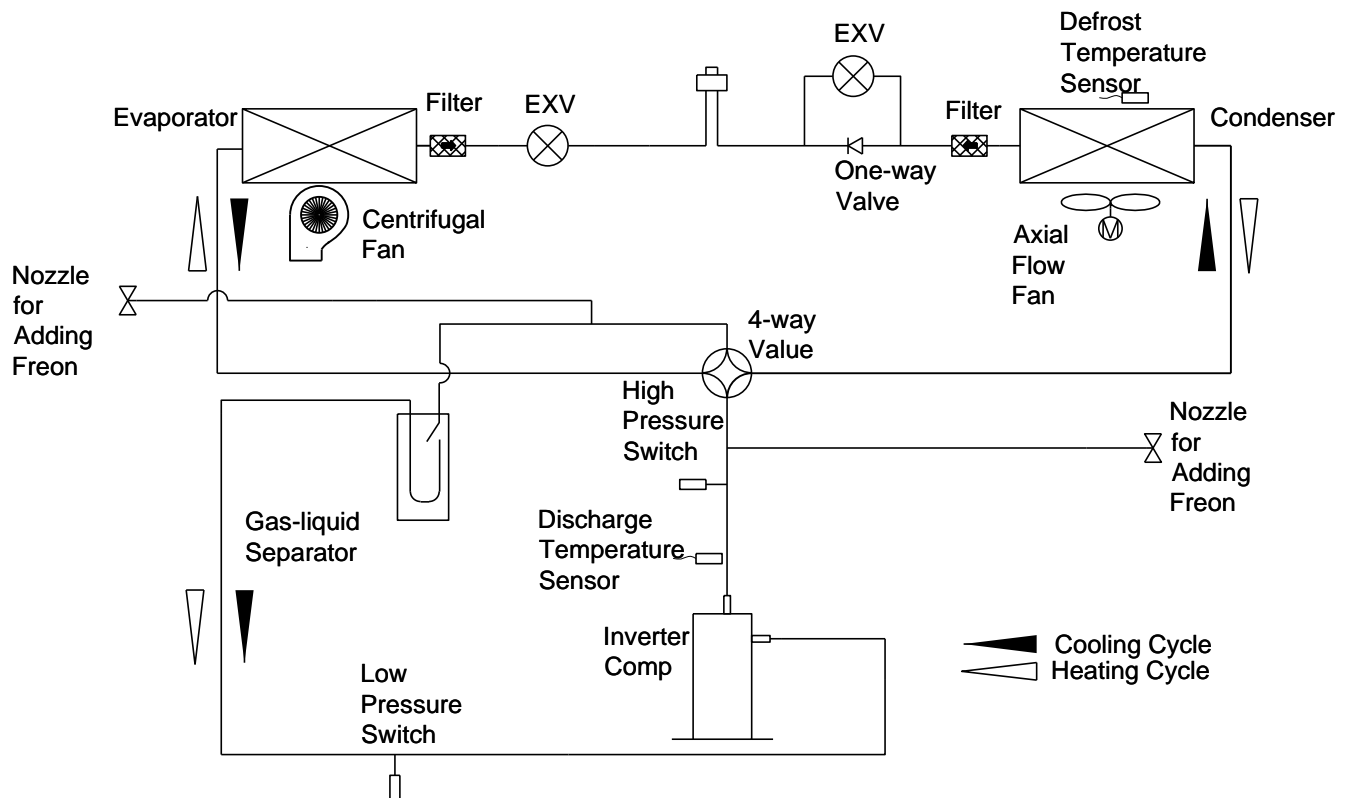 Defrost
Temperature
Sensor
EXV
Filter
EXV
Filter
Evaporator
Condenser
One-way
Valve
Centrifugal
Fan
Axial
Flow
Fan
M
Nozzle
for
Adding
Freon
4-way
Value
High
Pressure
Switch
Nozzle
for
Adding
Freon
Gas-liquid
Separator
Discharge
Temperature
Sensor
Inverter
Comp
Low
Pressure
Switch
Cooling Cycle
Heating Cycle